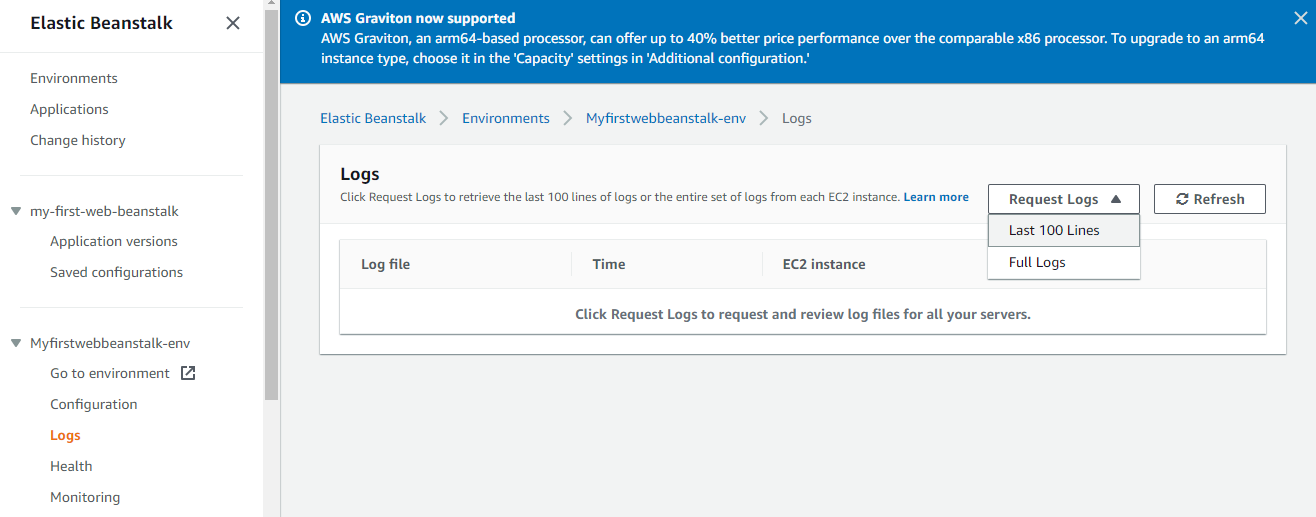 Elastic Beanstalk
Environments
Applications
Change history
my-first-web-beanstalk
Application versions
Saved configurations
Myfirstwebbeanstalk-env
Go to environment
Configuration
Logs
Health
Monitoring
AWS Graviton now supported
AWS Graviton, an arm64-based processor, can offer up to 40% better price performance over the comparable x86 processor. To upgrade to an arm64
instance type, choose it in the 'Capacity' settings in 'Additional configuration.'
Elastic Beanstalk Environments Myfirstwebbeanstalk-env Logs
Logs
Click Request Logs to retrieve the last 100 lines of logs or the entire set of logs from each EC2 instance. Learn more
Request Logs Refresh
Last 100 Lines
Full Logs
Log file Time EC2 instance
Click Request Logs to request and review log files for all your servers.